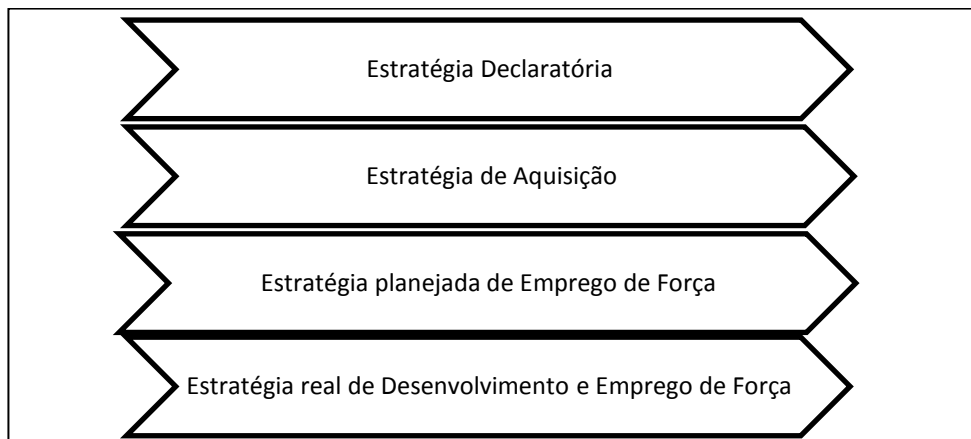 Estratégia Declaratória
Estratégia de Aquisição
Estratégia planejada de Emprego de Força
Estratégia real de Desenvolvimento e Emprego de Força